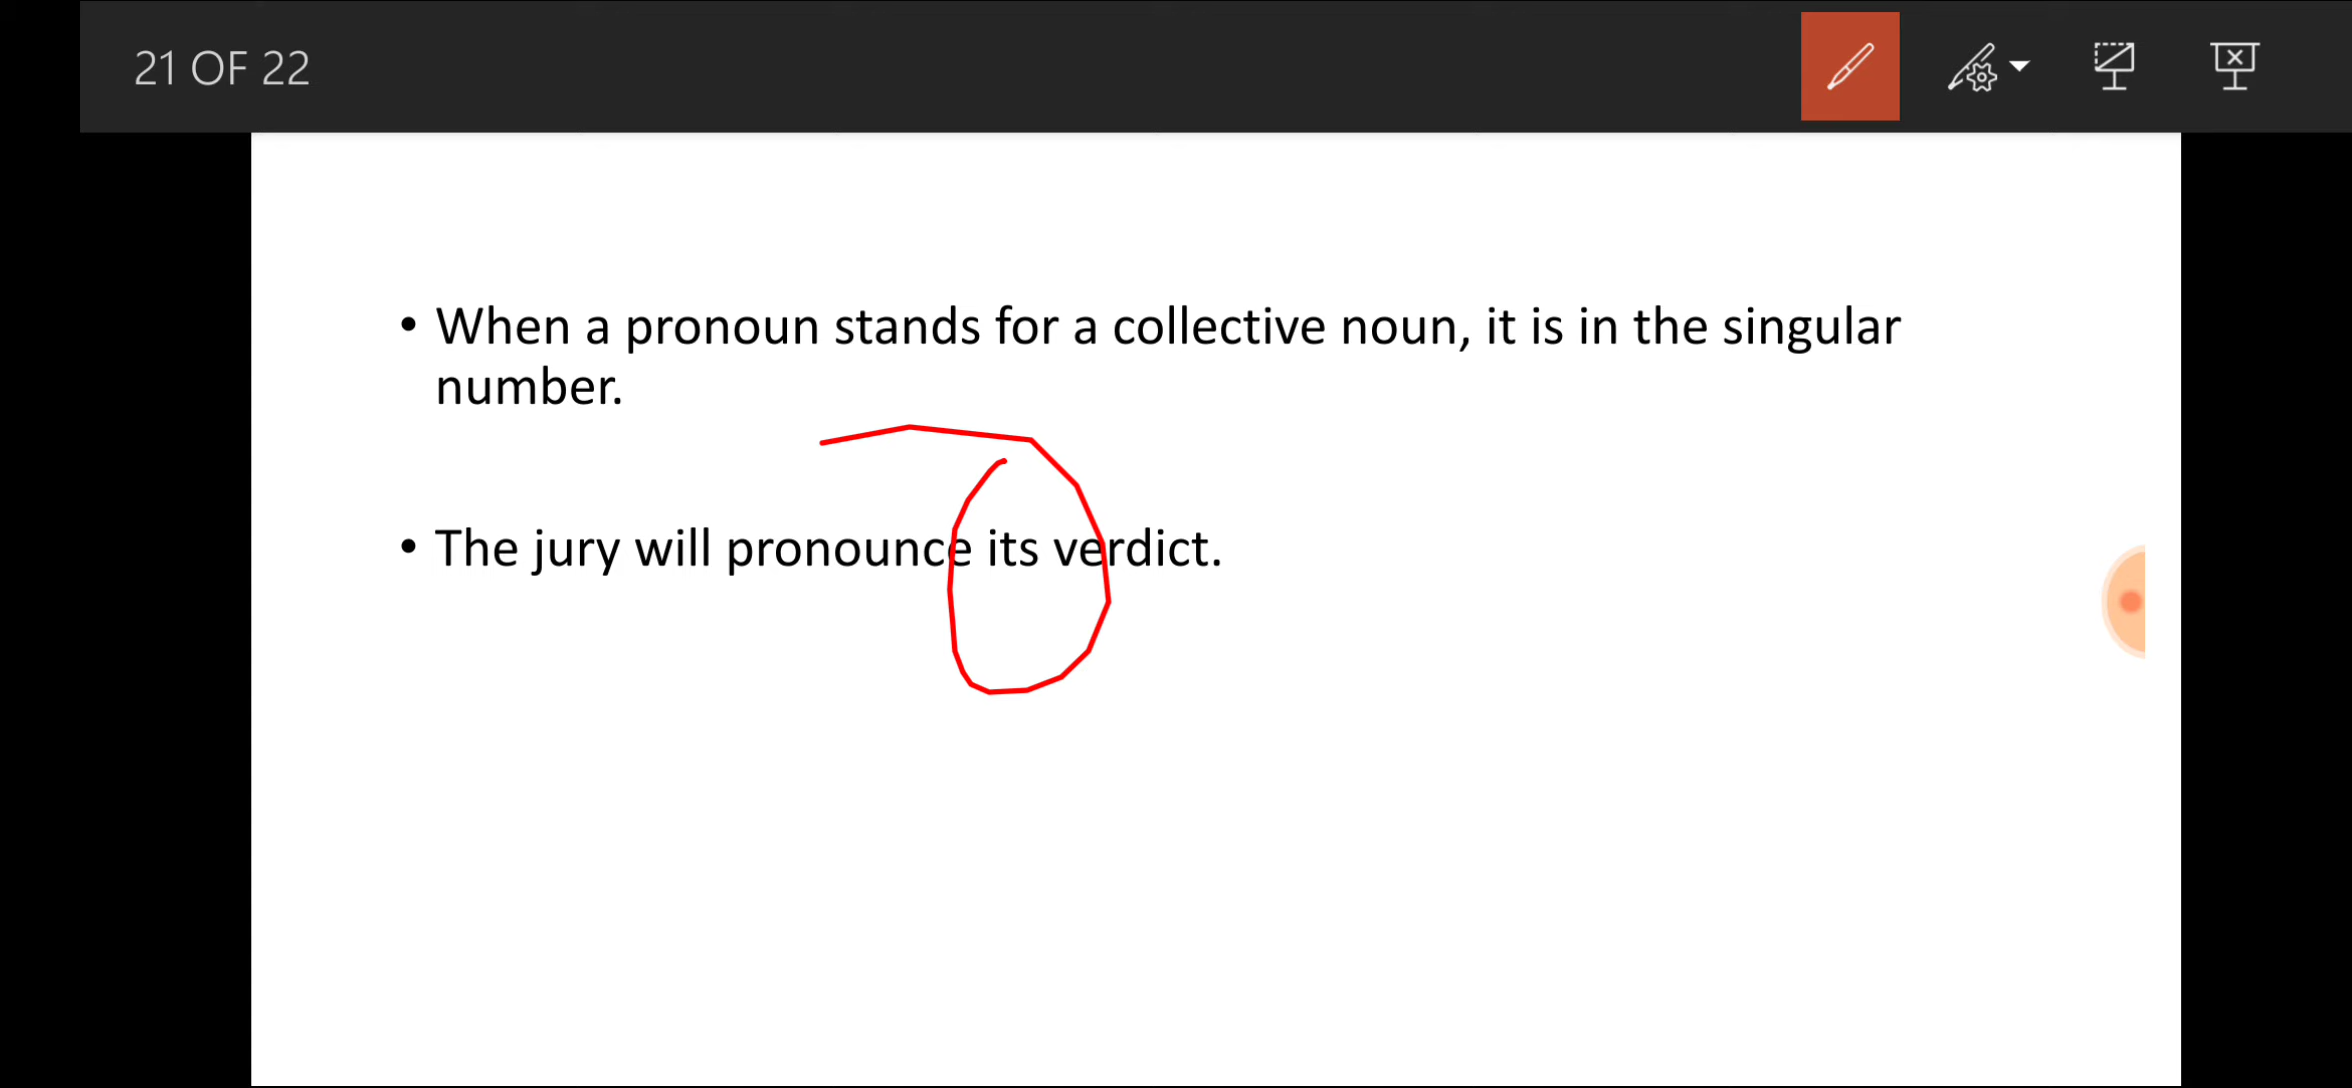 21 OF 22
• When a pronoun stands for a collective noun, it is in the singular
number.
• The jury will pronounce its verdict.